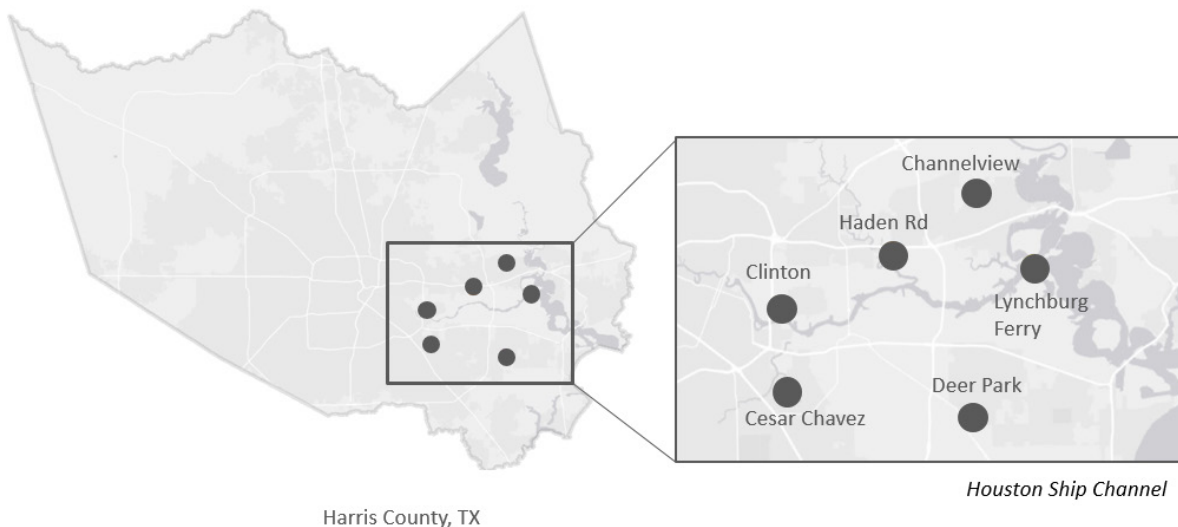 Channelview
Haden Rd
Clinton
Lynchburg
Ferry
Deer Park
Cesar Chavez
Houston Ship Channel
Harris County, TX